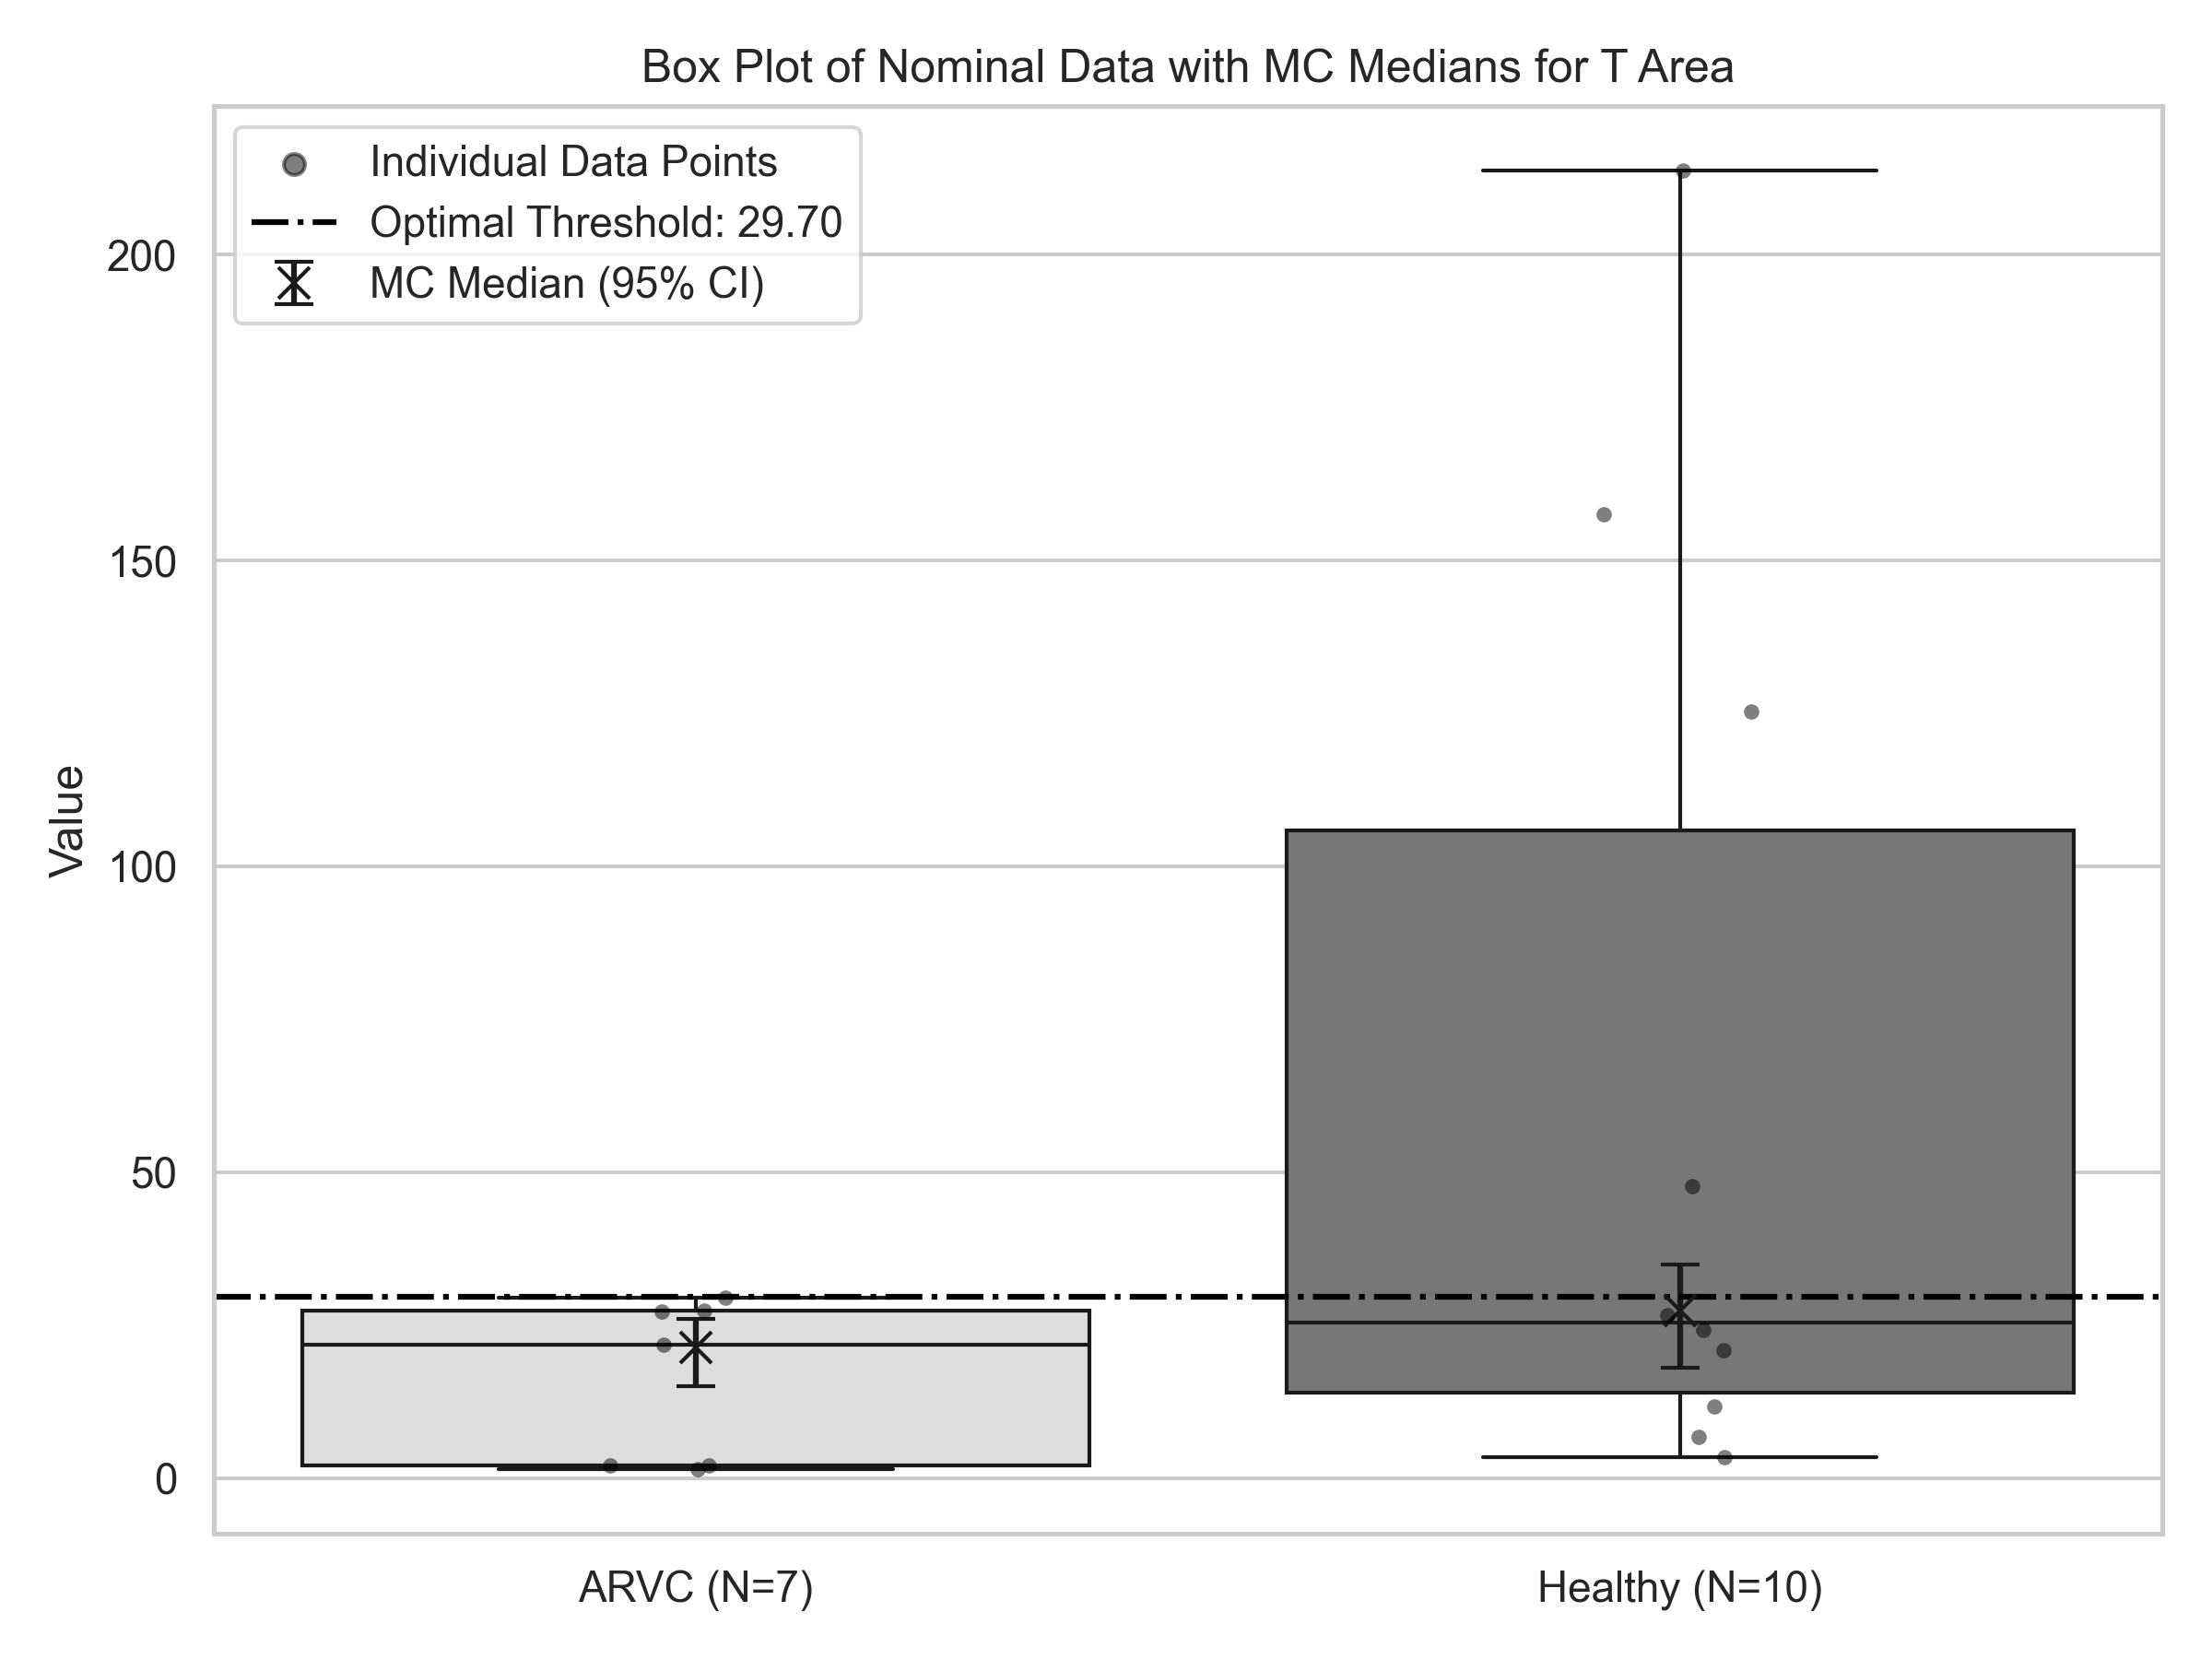 Box Plot of Nominal Data with MC Medians for T Area
Individual Data Points
Optimal Threshold: 29.70
MC Median (95% CI)
Value
200
150
100
50
0
ARVC (N=7)
Healthy (N=10)